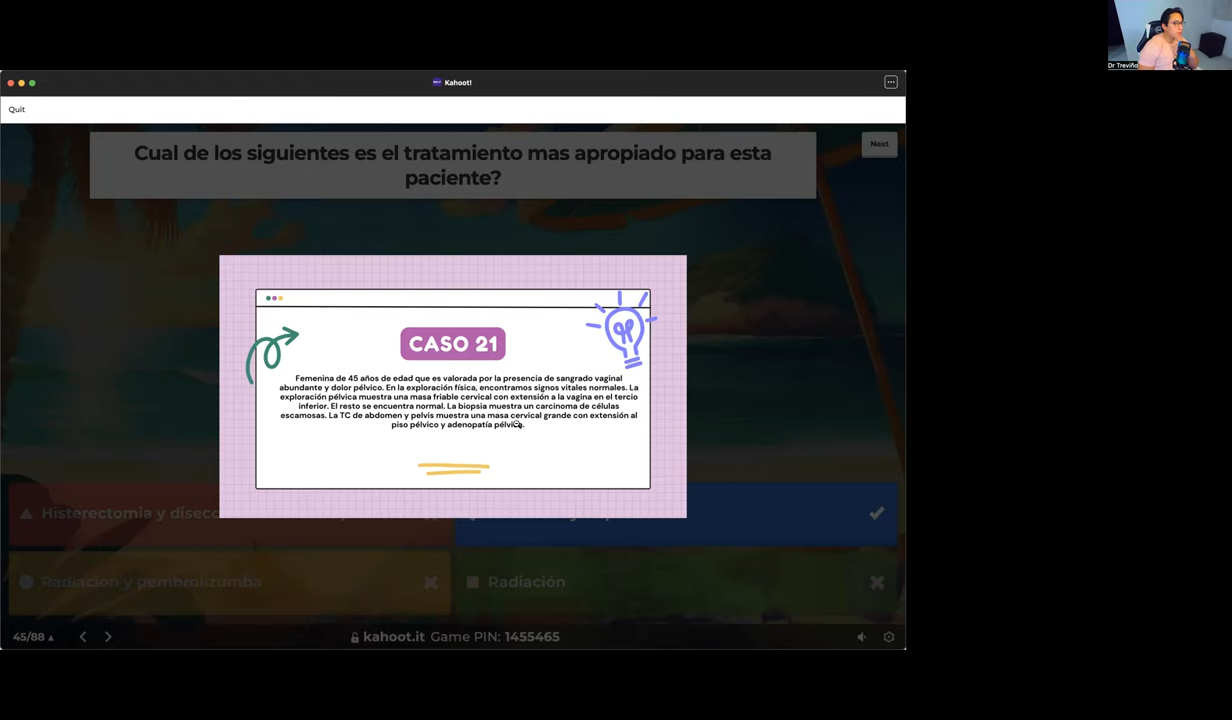 Dr Treviño
Kahoot!
Quit
Cual de los siguientes es el tratamiento mas apropiado para esta
paciente?
Next
CASO 21
Femenina de 45 años de edad que es valorada por la presencia de sangrado vaginal
abundante y dolor pélvico. En la exploración física, encontramos signos vitales normales. La
exploración pélvica muestra una masa friable cervical con extensión a la vagina en el tercio
inferior. El resto se encuentra normal. La biopsia muestra un carcinoma de células
escamosas. La TC de abdomen y pelvis muestra una masa cervical grande con extensión al
piso pélvico y adenopatía pélvica.
Histerectomia y
Radiacion y pembrolizumba
Radiación
45/88
kahoot.it Game PIN: 1455465